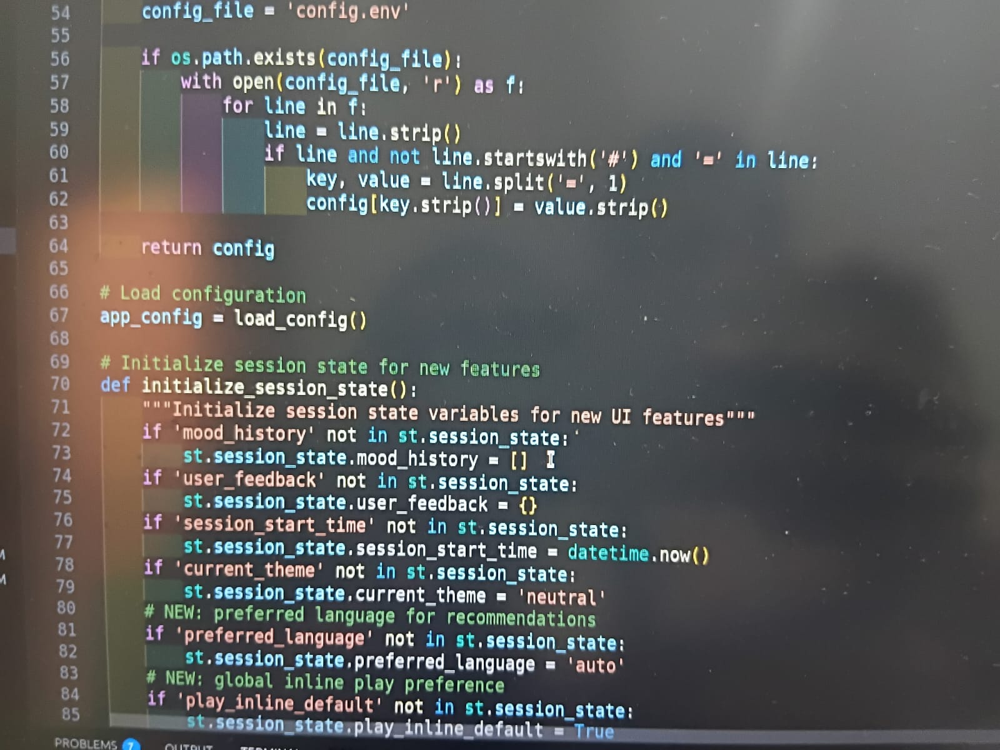 54 config_file = 'config.env'
55
56 if os.path.exists(config_file):
57 with open(config_file, 'r') as f:
58 for line in f:
59 line = line.strip()
60 if line and not line.startswith('#') and '=' in line:
61 key, value = line.split('=', 1)
62 config[key.strip()] = value.strip()
63
64 return config
65
66 # Load configuration
67 app_config = load_config()
68
69 # Initialize session state for new features
70 def initialize_session_state():
71 """Initialize session state variables for new UI features"""
72 if 'mood_history' not in st.session_state:
73 st.session_state.mood_history = []
74 if 'user_feedback' not in st.session_state:
75 st.session_state.user_feedback = {}
76 if 'session_start_time' not in st.session_state:
77 st.session_state.session_start_time = datetime.now()
78 if 'current_theme' not in st.session_state:
79 st.session_state.current_theme = 'neutral'
80 # NEW: preferred language for recommendations
81 if 'preferred_language' not in st.session_state:
82 st.session_state.preferred_language = 'auto'
83 # NEW: global inline play preference
84 if 'play_inline_default' not in st.session_state:
85 st.session_state.play_inline_default = True
M
M
PROBLEMS 7 OUTPUT